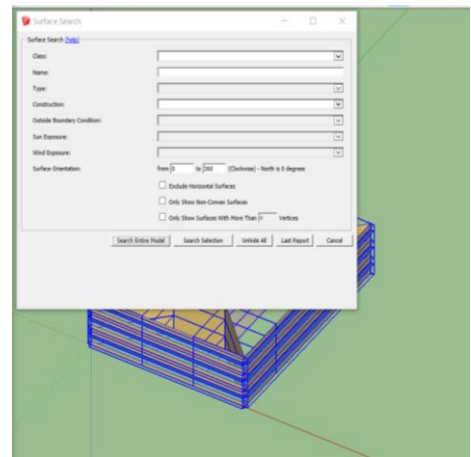 Surface Search
Surface Search (help)
Class:
Name:
Type:
Construction:
Outside Boundary Condition:
Sun Exposure:
Wind Exposure:
Surface Orientation: from 0 to 360 (Clockwise) - North is 0 degrees
Exclude Horizontal Surfaces
Only Show Non-Convex Surfaces
Only Show Surfaces With More Than Vertices
Search Entire Model Search Selection Unhide All Last Report Cancel